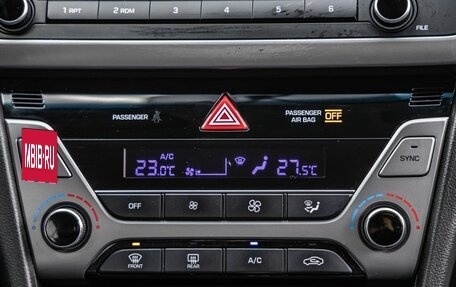 1 RPT 2 RDM 3 4 5 6
FILE
PASSENGER
PASSENGER AIR BAG OFF
A/C
23.0°C 27.5°C
MBIB.RU
SYNC
OFF
FRONT REAR A/C